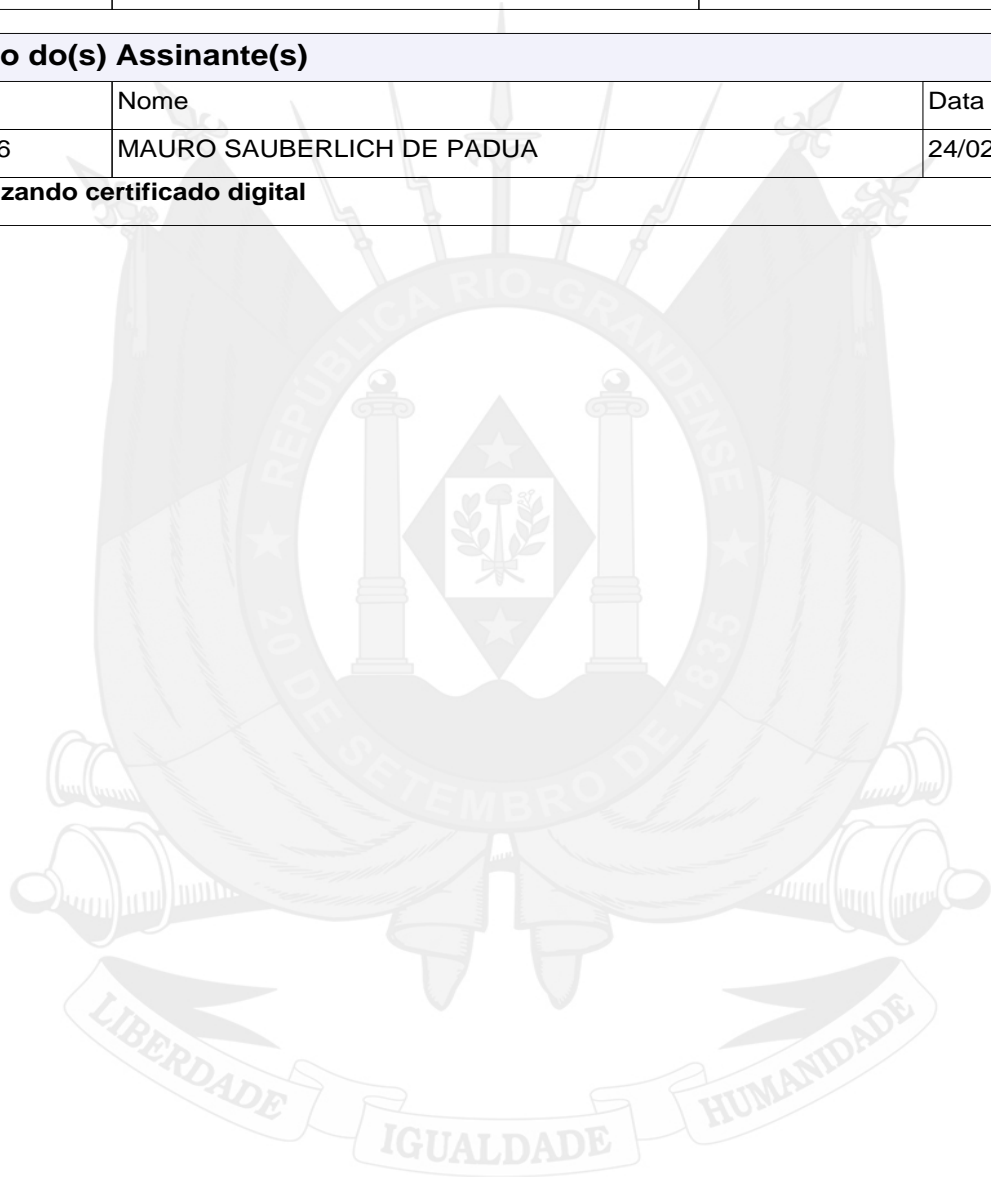 o do(s) Assinante(s)
Nome Data
6 MAURO SAUBERLICH DE PADUA 24/02
zando certificado digital
REPÚBLICA RIO-GRANDENSE
20 DE SETEMBRO DE 1835
LIBERDADE IGUALDADE HUMANIDADE